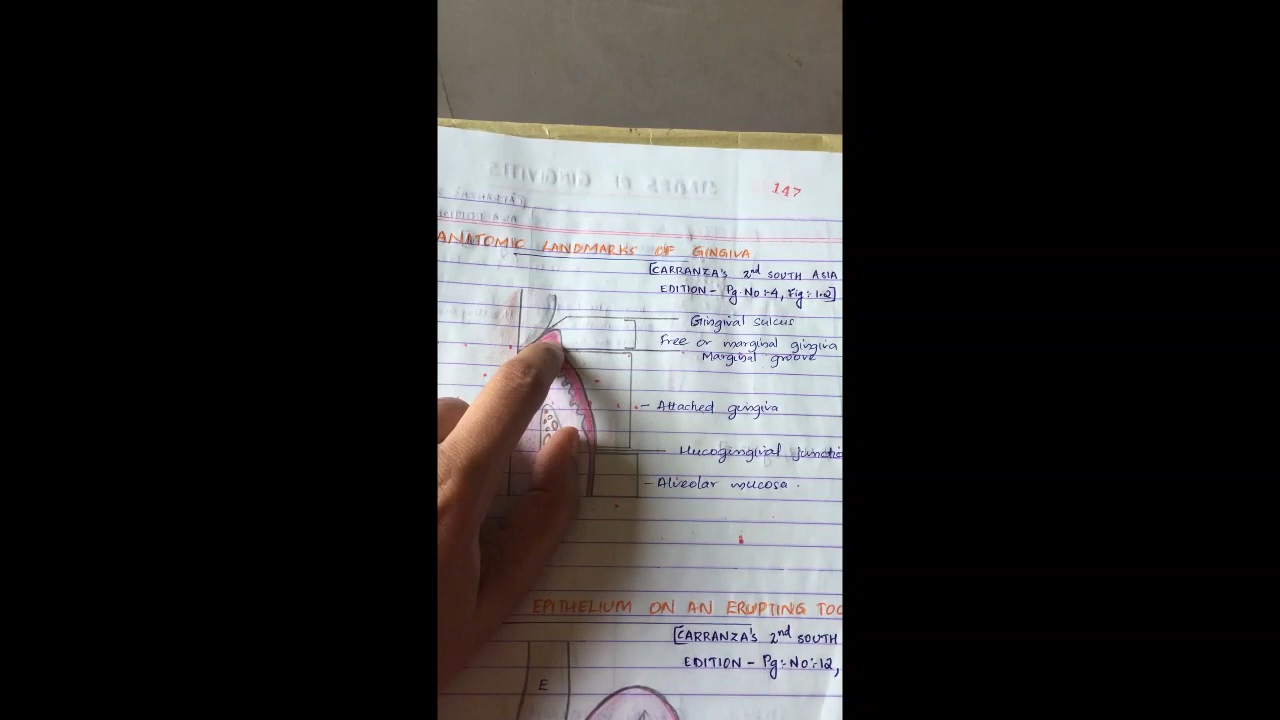 147
ANATOMIC LANDMARKS OF GINGIVA
[CARRANZA'S 2nd SOUTH ASIA
EDITION - Pg. No:-4, Fig:-1.2]
Gingival sulcus
Free or marginal gingiva
Marginal groove
Attached gingiva
Mucogingival
Alveolar mucosa.
EPITHELIUM ON AN ERUPTING
[CARRANZA'S 2nd SOUTH
EDITION - Pg:-No:-12,
E